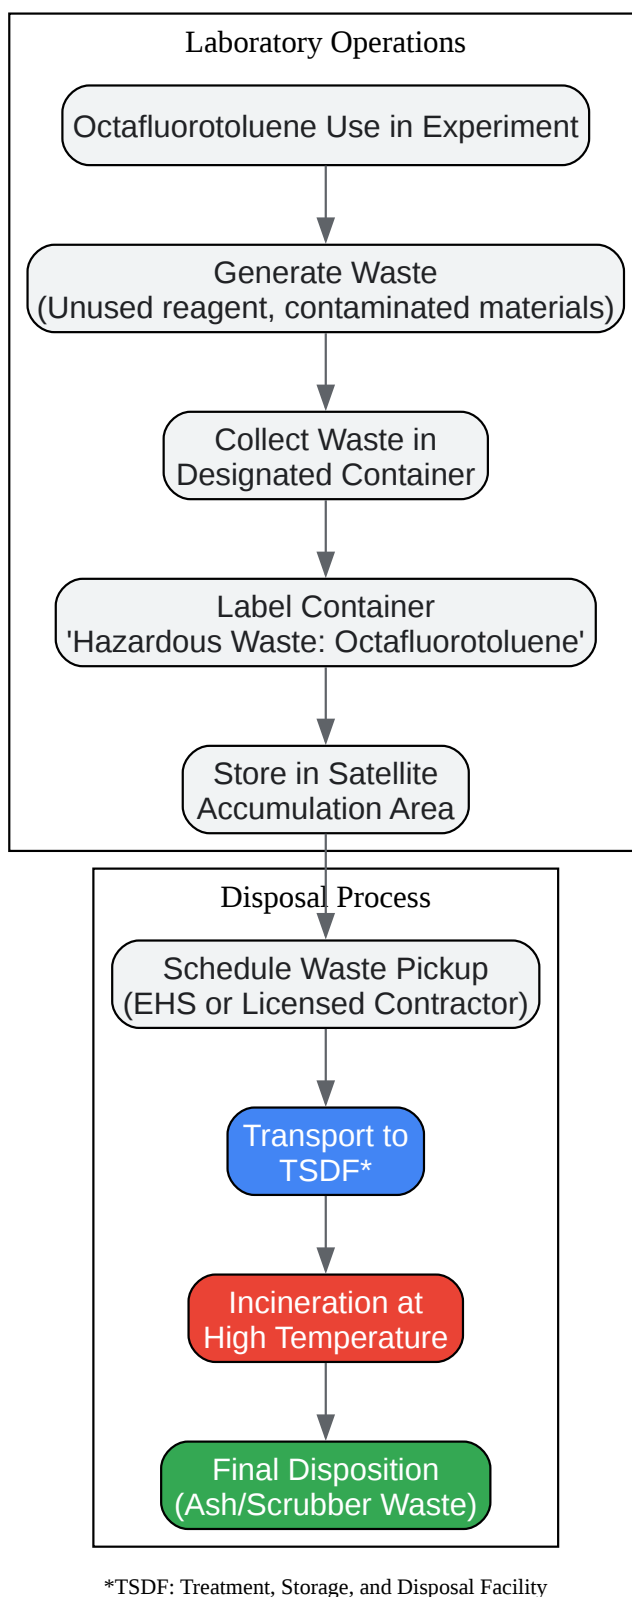 Laboratory Operations
Octafluorotoluene Use in Experiment
Generate Waste
(Unused reagent, contaminated materials)
Collect Waste in
Designated Container
Label Container
'Hazardous Waste: Octafluorotoluene'
Store in Satellite
Accumulation Area
Disposal Process
Schedule Waste Pickup
(EHS or Licensed Contractor)
Transport to
TSDF*
Incineration at
High Temperature
Final Disposition
(Ash/Scrubber Waste)
*TSDF: Treatment, Storage, and Disposal Facility